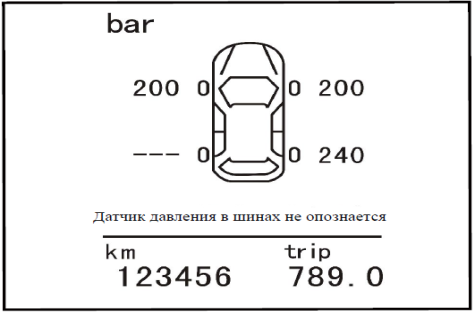 bar
200 0 0 200
--- 0 0 240
Датчик давления в шинах не опознается
km trip
123456 789.0